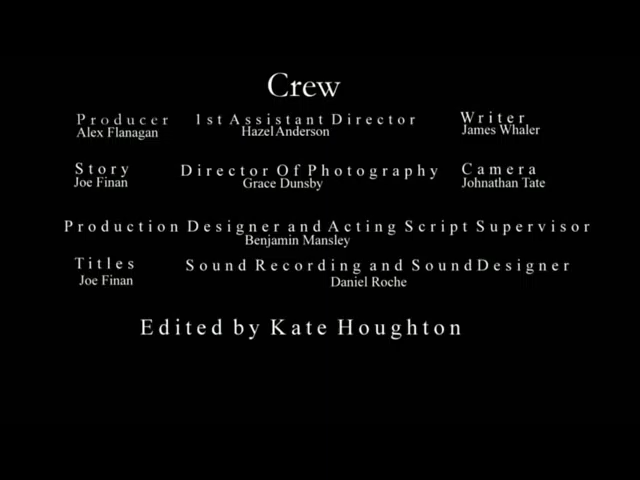 Crew
Producer 1st Assistant Director Writer
Alex Flanagan Hazel Anderson James Whaler
Story Director Of Photography Camera
Joe Finan Grace Dunsby Johnathan Tate
Production Designer and Acting Script Supervisor
Benjamin Mansley
Titles Sound Recording and Sound Designer
Joe Finan Daniel Roche
Edited by Kate Houghton